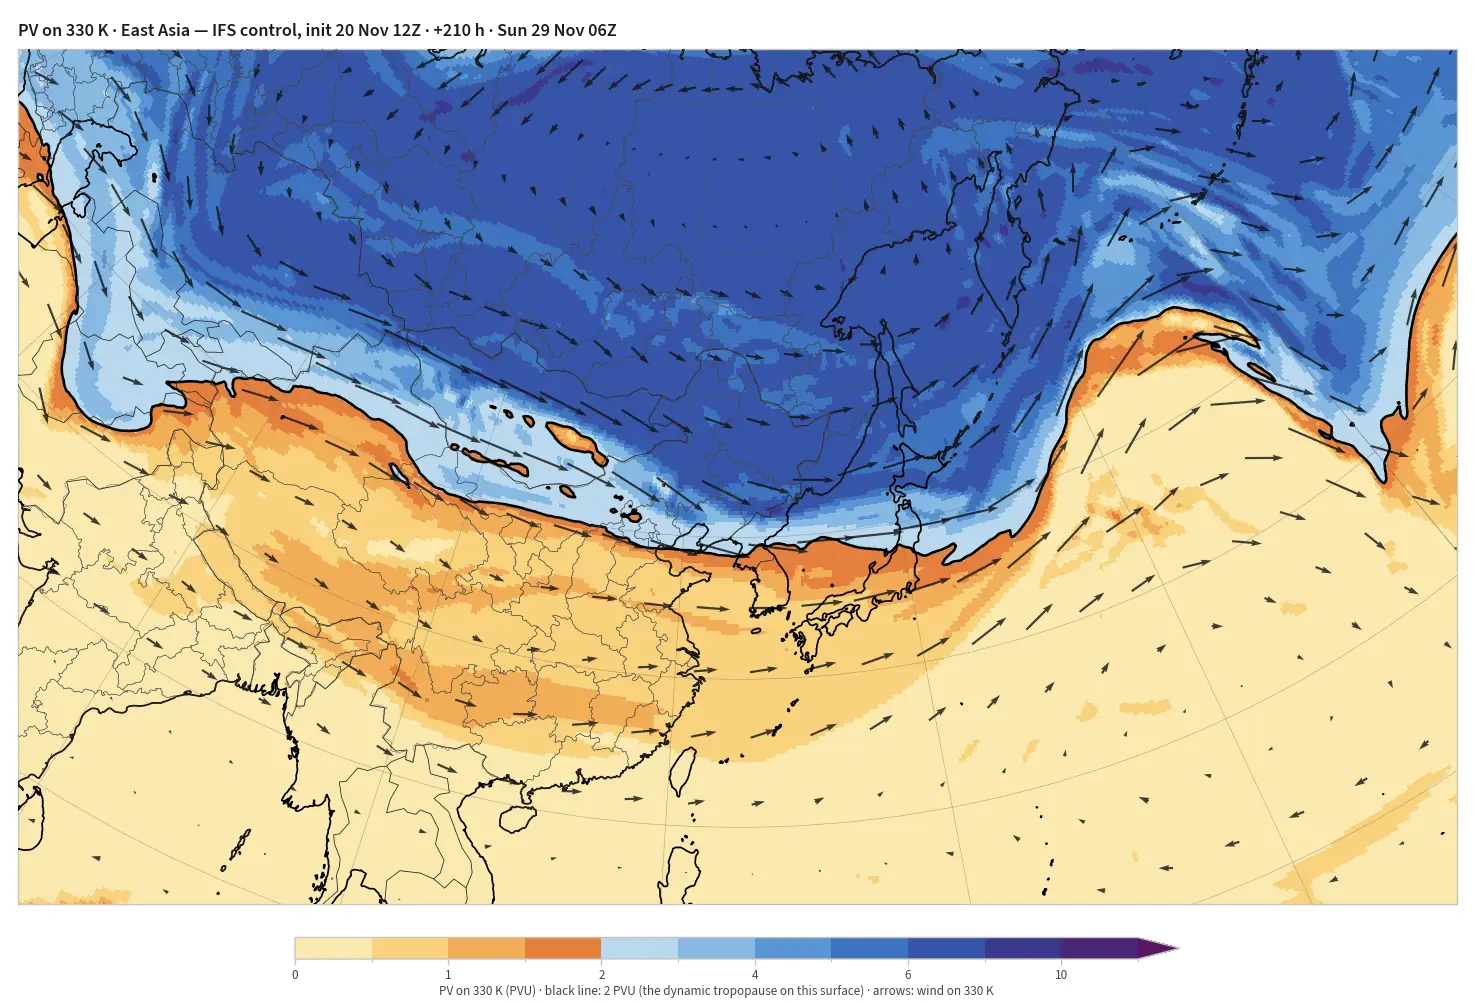 PV on 330 K · East Asia — IFS control, init 20 Nov 12Z · +210 h · Sun 29 Nov 06Z
0 1 2 4 6 10
PV on 330 K (PVU) · black line: 2 PVU (the dynamic tropopause on this surface) · arrows: wind on 330 K